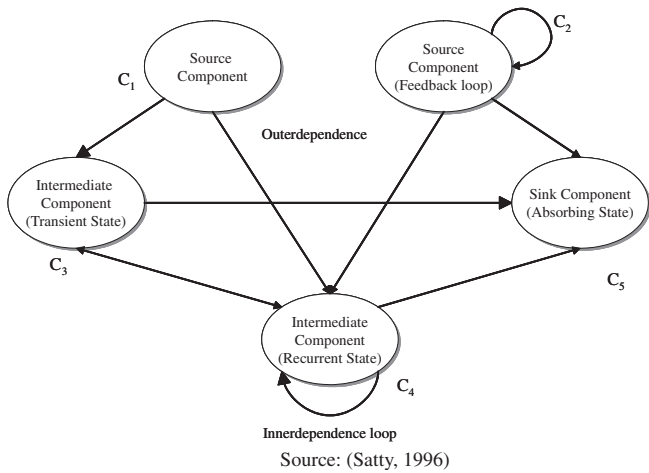 Source
Component
C1
Source
Component
(Feedback loop)
C2
Outerdependence
Intermediate
Component
(Transient State)
C3
Sink Component
(Absorbing State)
C5
Intermediate
Component
(Recurrent State)
C4
Innerdependence loop
Source: (Satty, 1996)